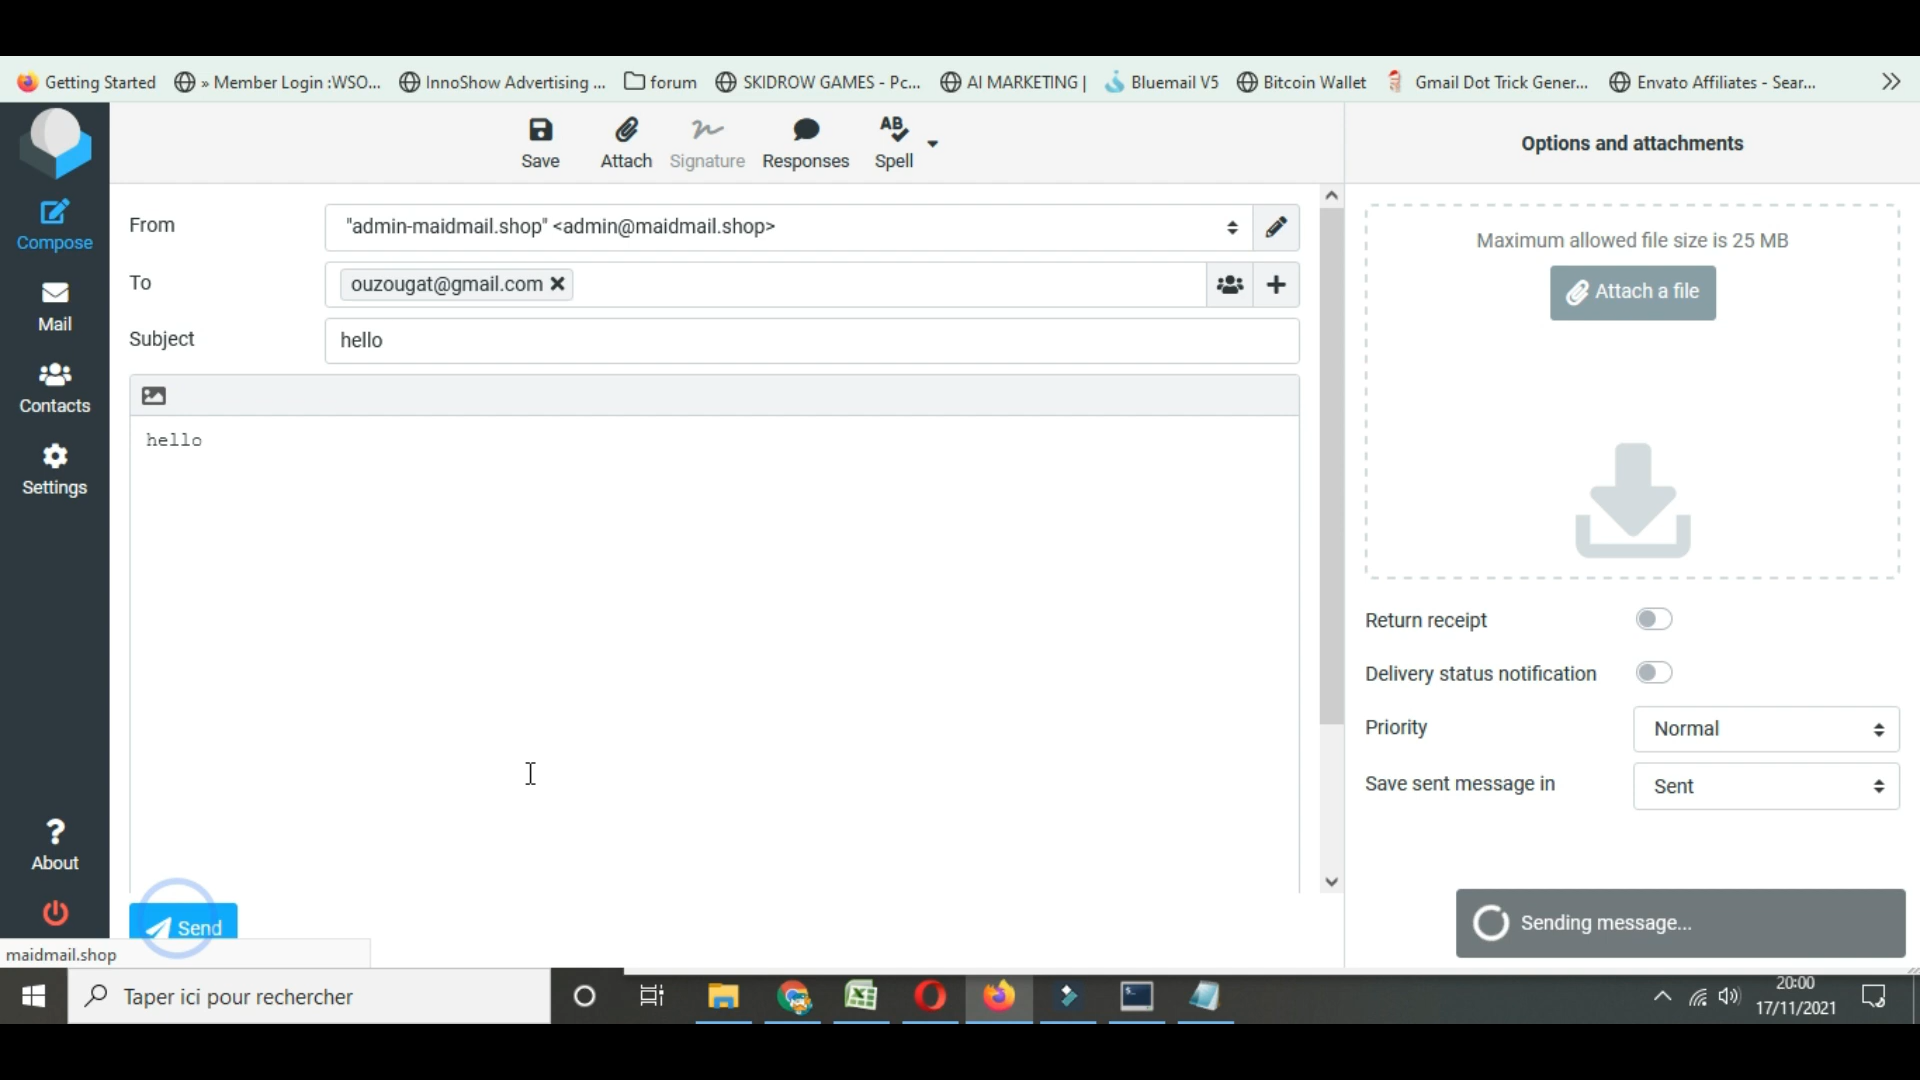 Getting Started
» Member Login :WSO...
InnoShow Advertising ...
forum
SKIDROW GAMES - Pc...
AI MARKETING |
Bluemail V5
Bitcoin Wallet
Gmail Dot Trick Gener...
Envato Affiliates - Sear...
Compose
Mail
Contacts
Settings
About
Save
Attach
Signature
Responses
AB
Spell
From
"admin-maidmail.shop" <admin@maidmail.shop>
To
ouzougat@gmail.com
Subject
hello
hello
Send
maidmail.shop
Options and attachments
Maximum allowed file size is 25 MB
Attach a file
Return receipt
Delivery status notification
Priority
Normal
Save sent message in
Sent
Sending message...
Taper ici pour rechercher
20:00
17/11/2021